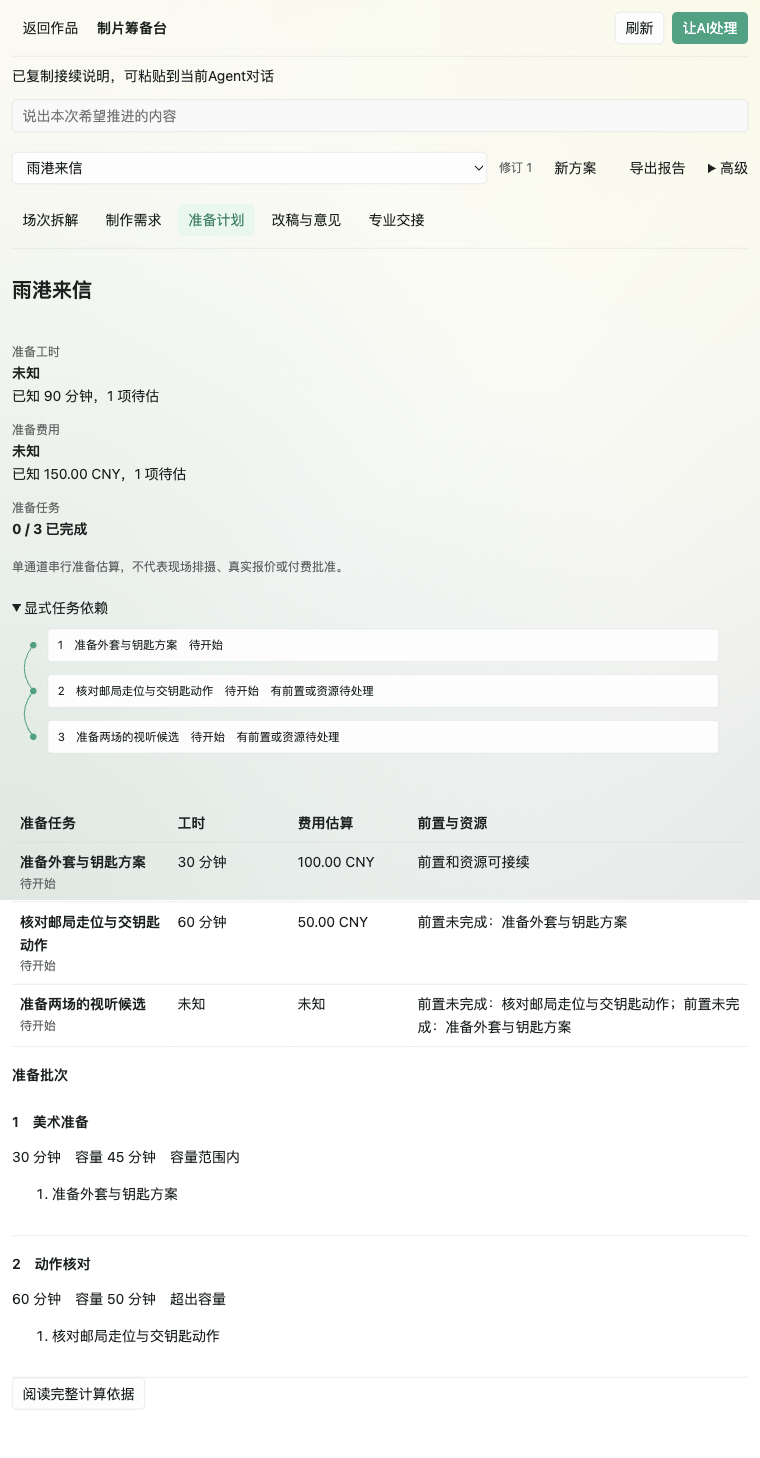 返回作品 制片筹备台 刷新 让AI处理
已复制接续说明，可粘贴到当前Agent对话
说出本次希望推进的内容
雨港来信 修订 1 新方案 导出报告 ▶ 高级
场次拆解 制作需求 准备计划 改稿与意见 专业交接
雨港来信
准备工时
未知
已知 90 分钟，1 项待估
准备费用
未知
已知 150.00 CNY，1 项待估
准备任务
0 / 3 已完成
单通道串行准备估算，不代表现场排摄、真实报价或付费批准。
▼ 显式任务依赖
1 准备外套与钥匙方案 待开始
2 核对邮局走位与交钥匙动作 待开始 有前置或资源待处理
3 准备两场的视听候选 待开始 有前置或资源待处理
准备任务 工时 费用估算 前置与资源
准备外套与钥匙方案 30 分钟 100.00 CNY 前置和资源可接续
待开始
核对邮局走位与交钥匙 60 分钟 50.00 CNY 前置未完成：准备外套与钥匙方案
动作
待开始
准备两场的视听候选 未知 未知 前置未完成：核对邮局走位与交钥匙动作；前置未完
待开始 成：准备外套与钥匙方案
准备批次
1 美术准备
30 分钟 容量 45 分钟 容量范围内
1. 准备外套与钥匙方案
2 动作核对
60 分钟 容量 50 分钟 超出容量
1. 核对邮局走位与交钥匙动作
阅读完整计算依据